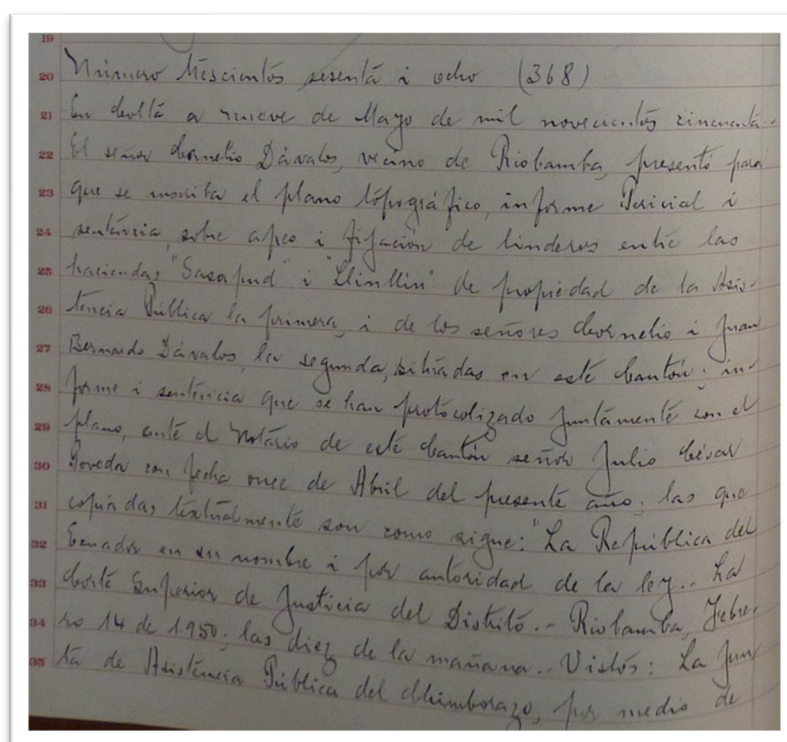 19
20 Número trescientos sesenta i ocho (368)
21 En Colta a nueve de Mayo de mil novecientos cincuenta.-
22 El señor Cornelio Dávalos, vecino de Riobamba, presentó para
23 que se inscriba el plano topográfico, informe Pericial i
24 sentencia, sobre apeo i fijación de linderos entre las
25 haciendas "Sasapud" i "Llinllin" de propiedad de la Asis-
26 tencia Pública la primera, i de los señores Cornelio i Juan
27 Bernardo Dávalos, la segunda, situadas en este Cantón; in-
28 forme i sentencia que se han protocolizado juntamente con el
29 plano, ante el Notario de este Cantón señor Julio César
30 Poveda con fecha once de Abril del presente año, las que
31 copiadas textualmente son como sigue: "La República del
32 Ecuador en su nombre i por autoridad de la ley.- La
33 Corte Superior de Justicia del Distrito.- Riobamba, Febre-
34 ro 14 de 1950; las diez de la mañana.- Vistos: La Jun
35 ta de Asistencia Pública del Chimborazo, por medio de